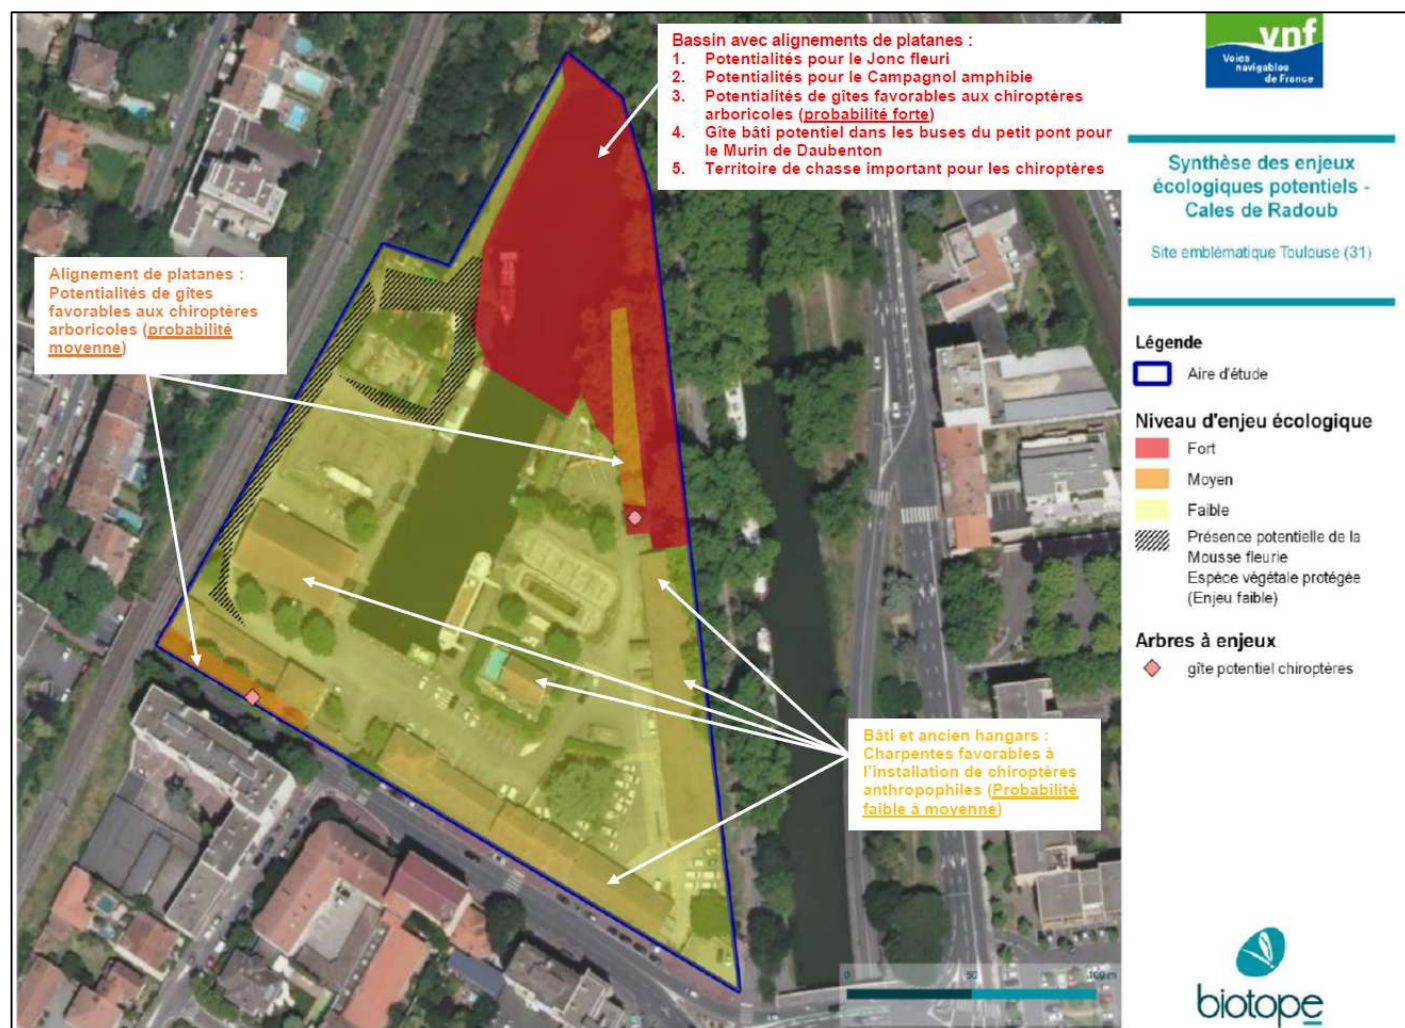 Bassin avec alignements de platanes :
1. Potentialités pour le Jonc fleuri
2. Potentialités pour le Campagnol amphibie
3. Potentialités de gîtes favorables aux chiroptères
arboricoles (probabilité forte)
4. Gîte bâti potentiel dans les buses du petit pont pour
le Murin de Daubenton
5. Territoire de chasse important pour les chiroptères
Alignement de platanes :
Potentialités de gîtes
favorables aux chiroptères
arboricoles (probabilité
moyenne)
Bâti et ancien hangars :
Charpentes favorables à
l'installation de chiroptères
anthropophiles (Probabilité
faible à moyenne)
0 50 100 m
vnf
Voies
navigables
de France
Synthèse des enjeux
écologiques potentiels -
Cales de Radoub
Site emblématique Toulouse (31)
Légende
Aire d'étude
Niveau d'enjeu écologique
Fort
Moyen
Faible
Présence potentielle de la
Mousse fleurie
Espèce végétale protégée
(Enjeu faible)
Arbres à enjeux
gîte potentiel chiroptères
biotope